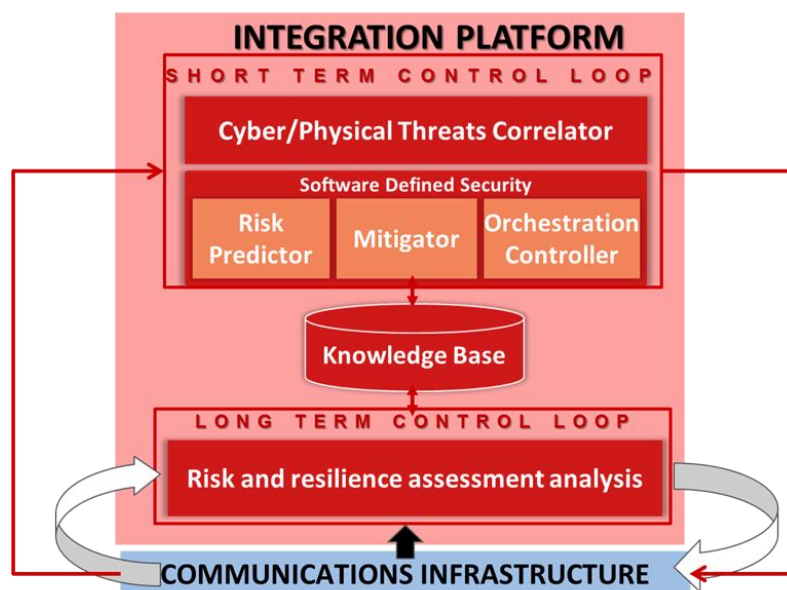 INTEGRATION PLATFORM
SHORT TERM CONTROL LOOP
Cyber/Physical Threats Correlator
Software Defined Security
Risk
Predictor
Mitigator
Orchestration
Controller
Knowledge Base
LONG TERM CONTROL LOOP
Risk and resilience assessment analysis
COMMUNICATIONS INFRASTRUCTURE